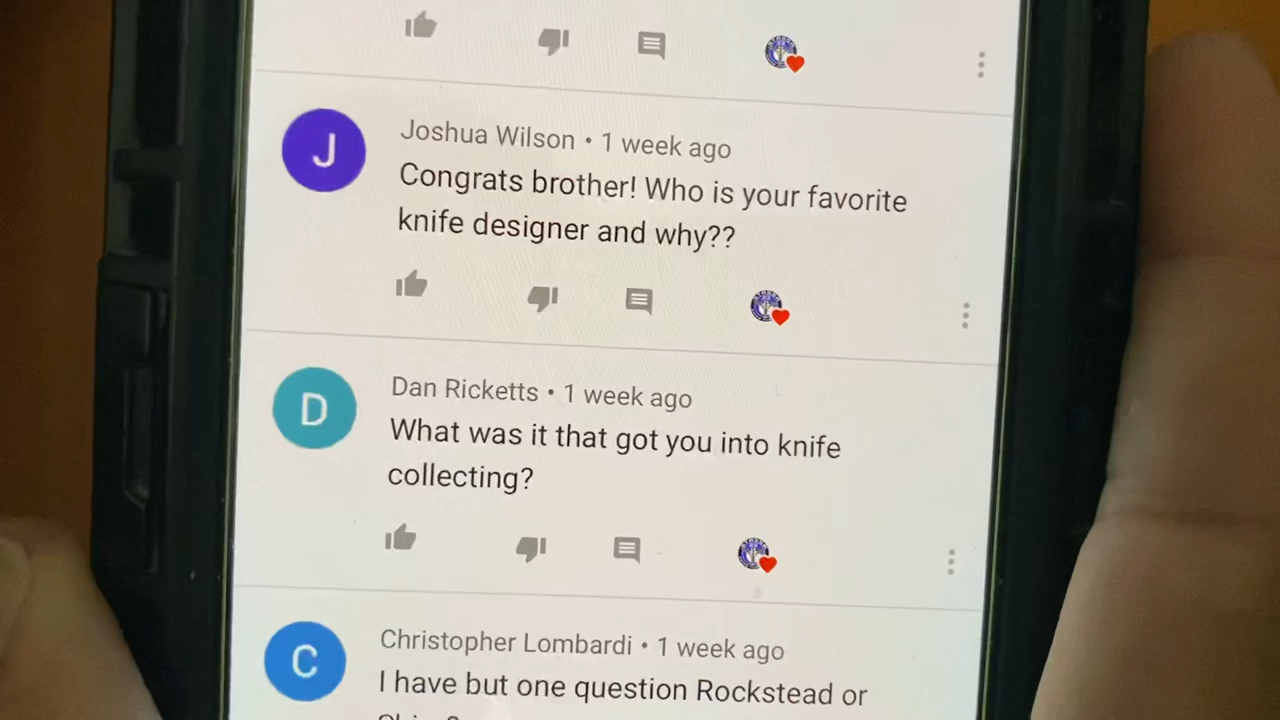 J
Joshua Wilson • 1 week ago
Congrats brother! Who is your favorite
knife designer and why??
D
Dan Ricketts • 1 week ago
What was it that got you into knife
collecting?
C
Christopher Lombardi • 1 week ago
I have but one question Rockstead or